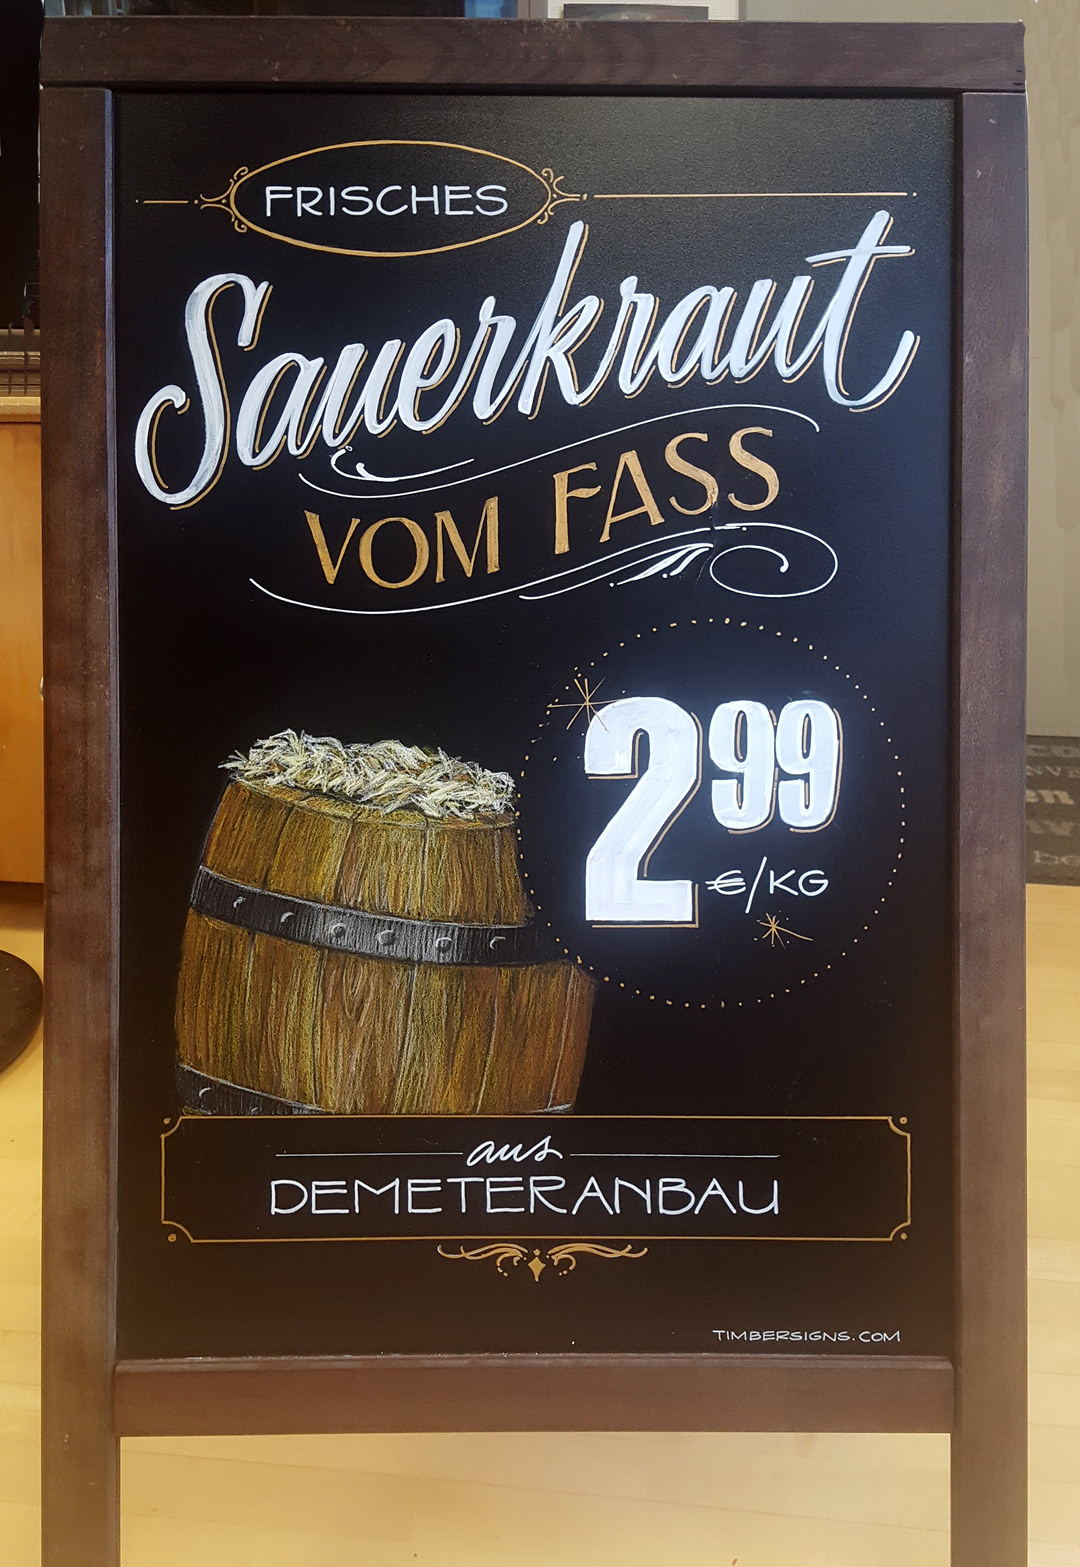 FRISCHES
Sauerkraut
VOM FASS
2 99
€/KG
aus
DEMETERANBAU
TIMBERSIGNS.COM